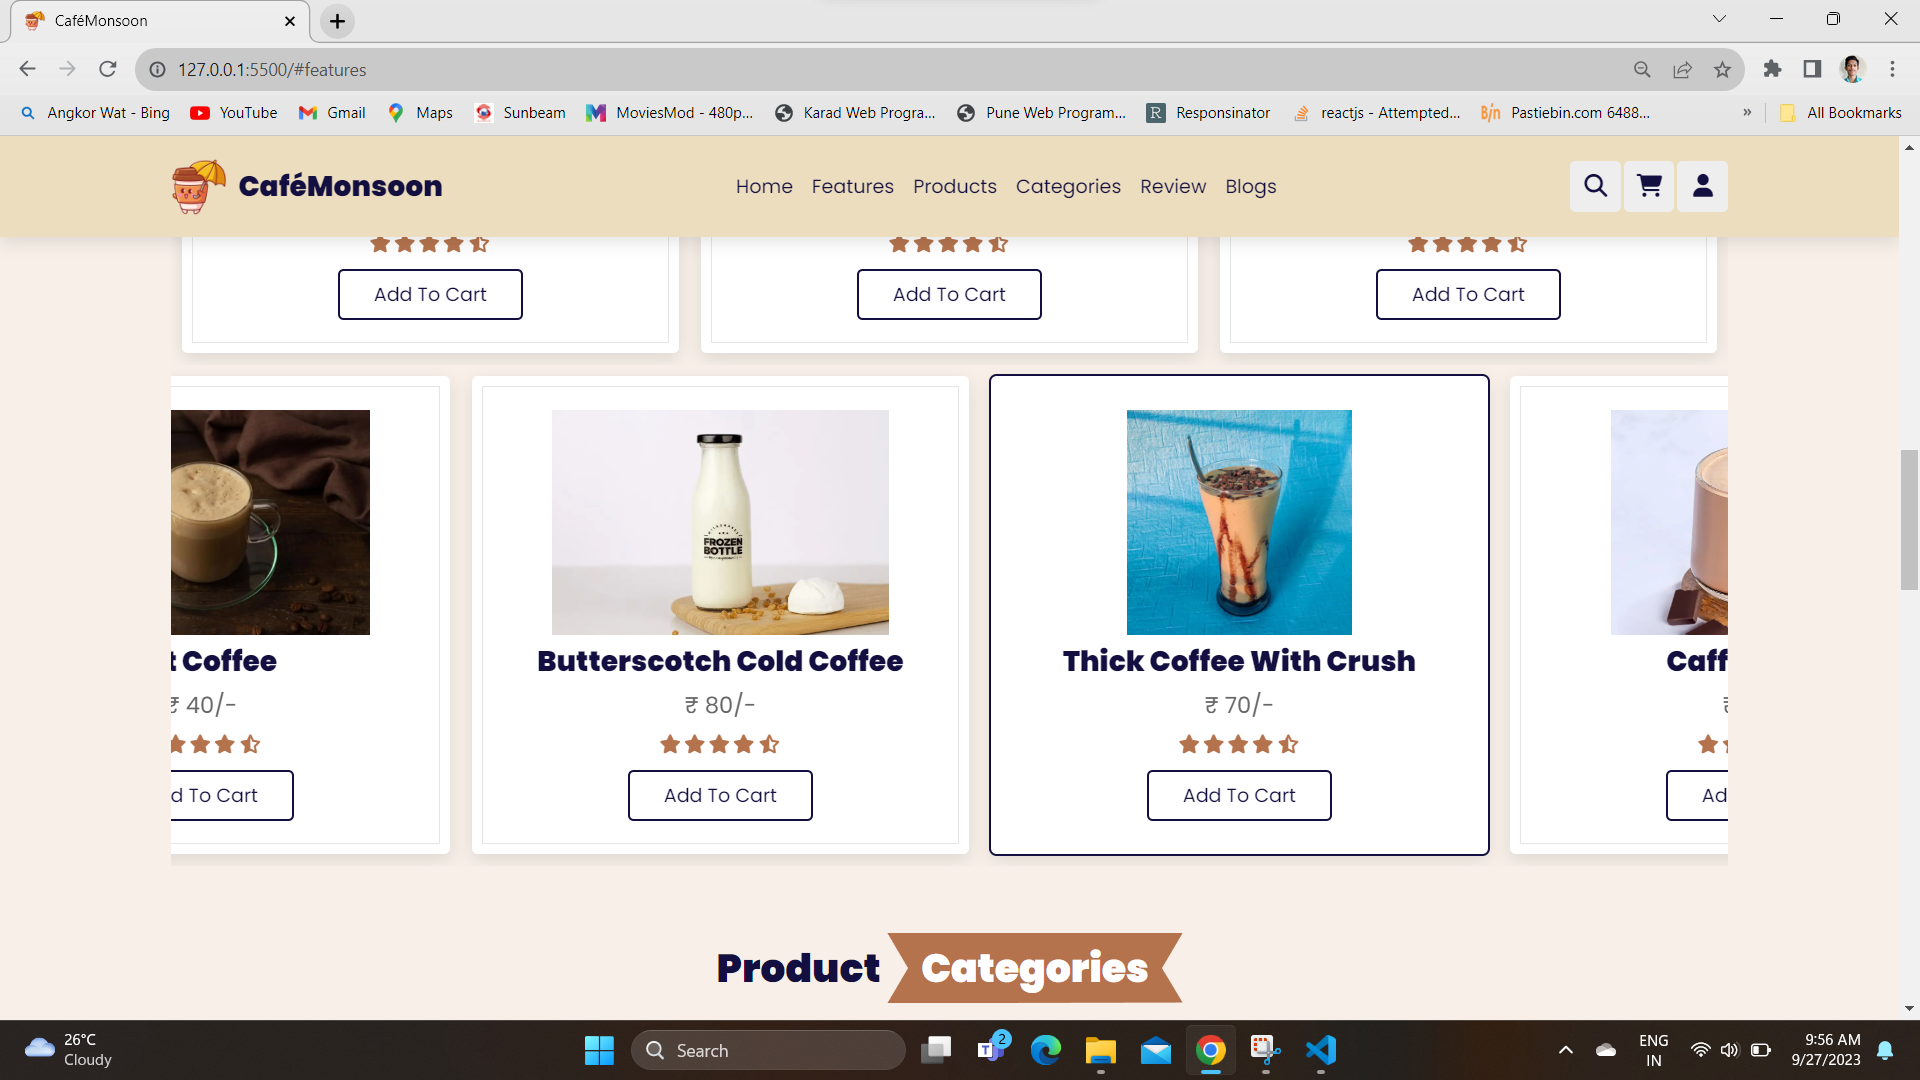 CaféMonsoon
127.0.0.1:5500/#features
Angkor Wat - Bing
YouTube
Gmail
Maps
Sunbeam
MoviesMod - 480p...
Karad Web Progra...
Pune Web Program...
R
Responsinator
reactjs - Attempted...
Pastiebin.com 6488...
»
All Bookmarks
CaféMonsoon
Home
Features
Products
Categories
Review
Blogs
Add To Cart
Add To Cart
Add To Cart
t Coffee
₹ 40/-
d To Cart
FROZEN
BOTTLE
Butterscotch Cold Coffee
₹ 80/-
Add To Cart
Thick Coffee With Crush
₹ 70/-
Add To Cart
Caff
Ad
Product Categories
26°C
Cloudy
Search
2
ENG
IN
9:56 AM
9/27/2023